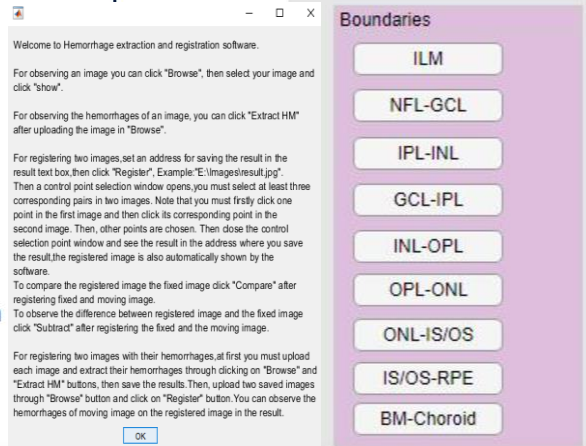 Welcome to Hemorrhage extraction and registration software.
For observing an image you can click "Browse", then select your image and
click "show".
For observing the hemorrhages of an image, you can click "Extract HM"
after uploading the image in "Browse".
For registering two images,set an address for saving the result in the
result text box,then click "Register", Example:"E:\Images\result.jpg".
Then a control point selection window opens,you must select at least three
corresponding pairs in two images. Note that you must firstly click one
point in the first image and then click its corresponding point in the
second image. Then, other points are chosen. Then close the control
selection point window and see the result in the address where you save
the result,the registered image is also automatically shown by the
software.
To compare the registered image the fixed image click "Compare" after
registering fixed and moving image.
To observe the difference between registered image and the fixed image
click "Subtract" after registering the fixed and the moving image.
For registering two images with their hemorrhages,at first you must upload
each image and extract their hemorrhages through clicking on "Browse" and
"Extract HM" buttons, then save the results.Then, upload two saved images
through "Browse" button and click on "Register" button.You can observe the
hemorrhages of moving image on the registered image in the result.
OK
Boundaries
ILM
NFL-GCL
IPL-INL
GCL-IPL
INL-OPL
OPL-ONL
ONL-IS/OS
IS/OS-RPE
BM-Choroid